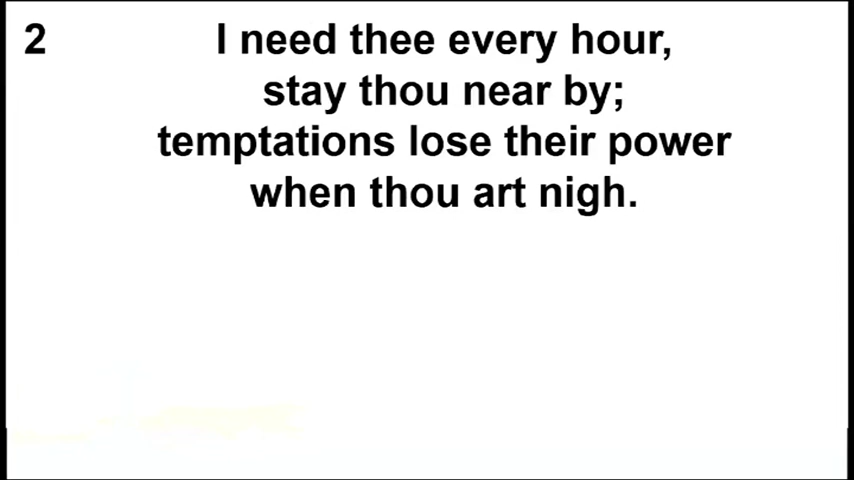 2
I need thee every hour,
stay thou near by;
temptations lose their power
when thou art nigh.